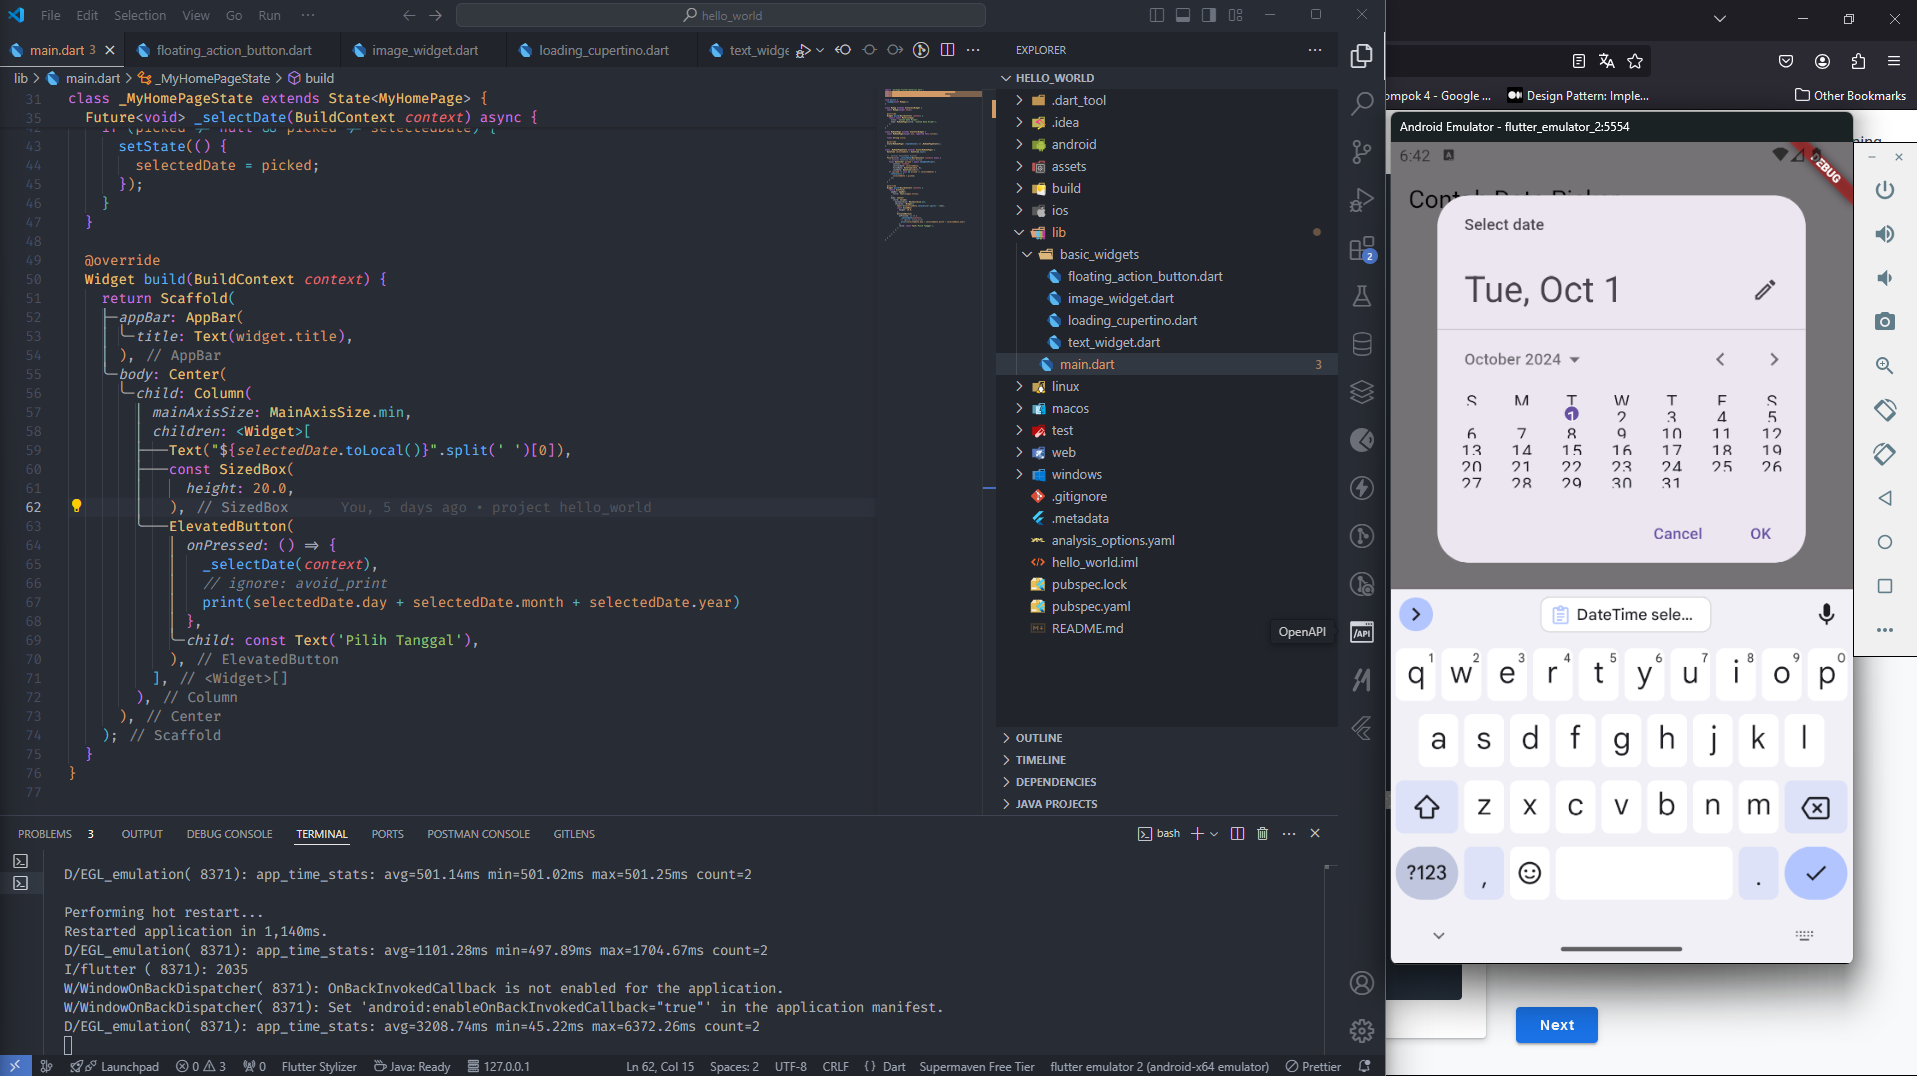 File Edit Selection View Go Run ··· hello_world
main.dart 3 floating_action_button.dart image_widget.dart loading_cupertino.dart text_widge
lib > main.dart > _MyHomePageState > build
31 class _MyHomePageState extends State<MyHomePage> {
35 Future<void> _selectDate(BuildContext context) async {
43 setState(() {
44 selectedDate = picked;
45 });
46 }
47 }
48
49 @override
50 Widget build(BuildContext context) {
51 return Scaffold(
52 appBar: AppBar(
53 title: Text(widget.title),
54 ), // AppBar
55 body: Center(
56 child: Column(
57 mainAxisSize: MainAxisSize.min,
58 children: <Widget>[
59 Text("${selectedDate.toLocal()}".split(' ')[0]),
60 const SizedBox(
61 height: 20.0,
62 ), // SizedBox You, 5 days ago • project hello_world
63 ElevatedButton(
64 onPressed: () => {
65 _selectDate(context),
66 // ignore: avoid_print
67 print(selectedDate.day + selectedDate.month + selectedDate.year)
68 },
69 child: const Text('Pilih Tanggal'),
70 ), // ElevatedButton
71 ], // <Widget>[]
72 ), // Column
73 ), // Center
74 ); // Scaffold
75 }
76 }
77
EXPLORER
HELLO_WORLD
.dart_tool
.idea
android
assets
build
ios
lib
basic_widgets
floating_action_button.dart
image_widget.dart
loading_cupertino.dart
text_widget.dart
main.dart 3
linux
macos
test
web
windows
.gitignore
.metadata
analysis_options.yaml
hello_world.iml
pubspec.lock
pubspec.yaml
README.md
OUTLINE
TIMELINE
DEPENDENCIES
JAVA PROJECTS
2
OpenAPI
/API
PROBLEMS 3 OUTPUT DEBUG CONSOLE TERMINAL PORTS POSTMAN CONSOLE GITLENS bash
D/EGL_emulation( 8371): app_time_stats: avg=501.14ms min=501.02ms max=501.25ms count=2
Performing hot restart...
Restarted application in 1,140ms.
D/EGL_emulation( 8371): app_time_stats: avg=1101.28ms min=497.89ms max=1704.67ms count=2
I/flutter ( 8371): 2035
W/WindowOnBackDispatcher( 8371): OnBackInvokedCallback is not enabled for the application.
W/WindowOnBackDispatcher( 8371): Set 'android:enableOnBackInvokedCallback="true"' in the application manifest.
D/EGL_emulation( 8371): app_time_stats: avg=3208.74ms min=45.22ms max=6372.26ms count=2
Launchpad 0 3 0 Flutter Stylizer Java: Ready 127.0.0.1 Ln 62, Col 15 Spaces: 2 UTF-8 CRLF {} Dart Supermaven Free Tier flutter emulator 2 (android-x64 emulator) Prettier
ompok 4 - Google ... Design Pattern: Imple... Other Bookmarks
Android Emulator - flutter_emulator_2:5554
6:42
DEBUG
Select date
Tue, Oct 1
October 2024
S M T W T F S
1 2 3 4 5
6 7 8 9 10 11 12
13 14 15 16 17 18 19
20 21 22 23 24 25 26
27 28 29 30 31
Cancel OK
DateTime sele...
q1 w2 e3 r4 t5 y6 u7 i8 o9 p0
a s d f g h j k l
z x c v b n m
?123 , .
Next